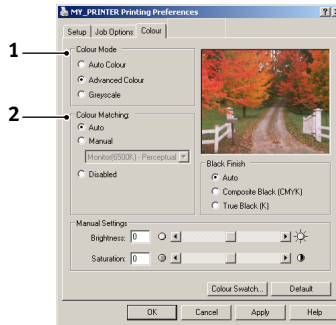 MY_PRINTER Printing Preferences
Setup Job Options Colour
1
Colour Mode
Auto Colour
Advanced Colour
Greyscale
2
Colour Matching:
Auto
Manual
Monitor(6500K) - Perceptual
Disabled
Black Finish
Auto
Composite Black (CMYK)
True Black (K)
Manual Settings
Brightness: 0
Saturation: 0
Colour Swatch... Default
OK Cancel Apply Help